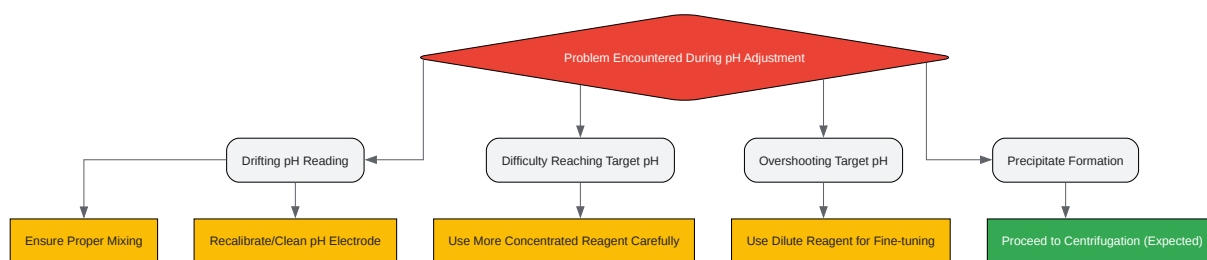 Problem Encountered During pH Adjustment
Drifting pH Reading
Difficulty Reaching Target pH
Overshooting Target pH
Precipitate Formation
Ensure Proper Mixing
Recalibrate/Clean pH Electrode
Use More Concentrated Reagent Carefully
Use Dilute Reagent for Fine-tuning
Proceed to Centrifugation (Expected)